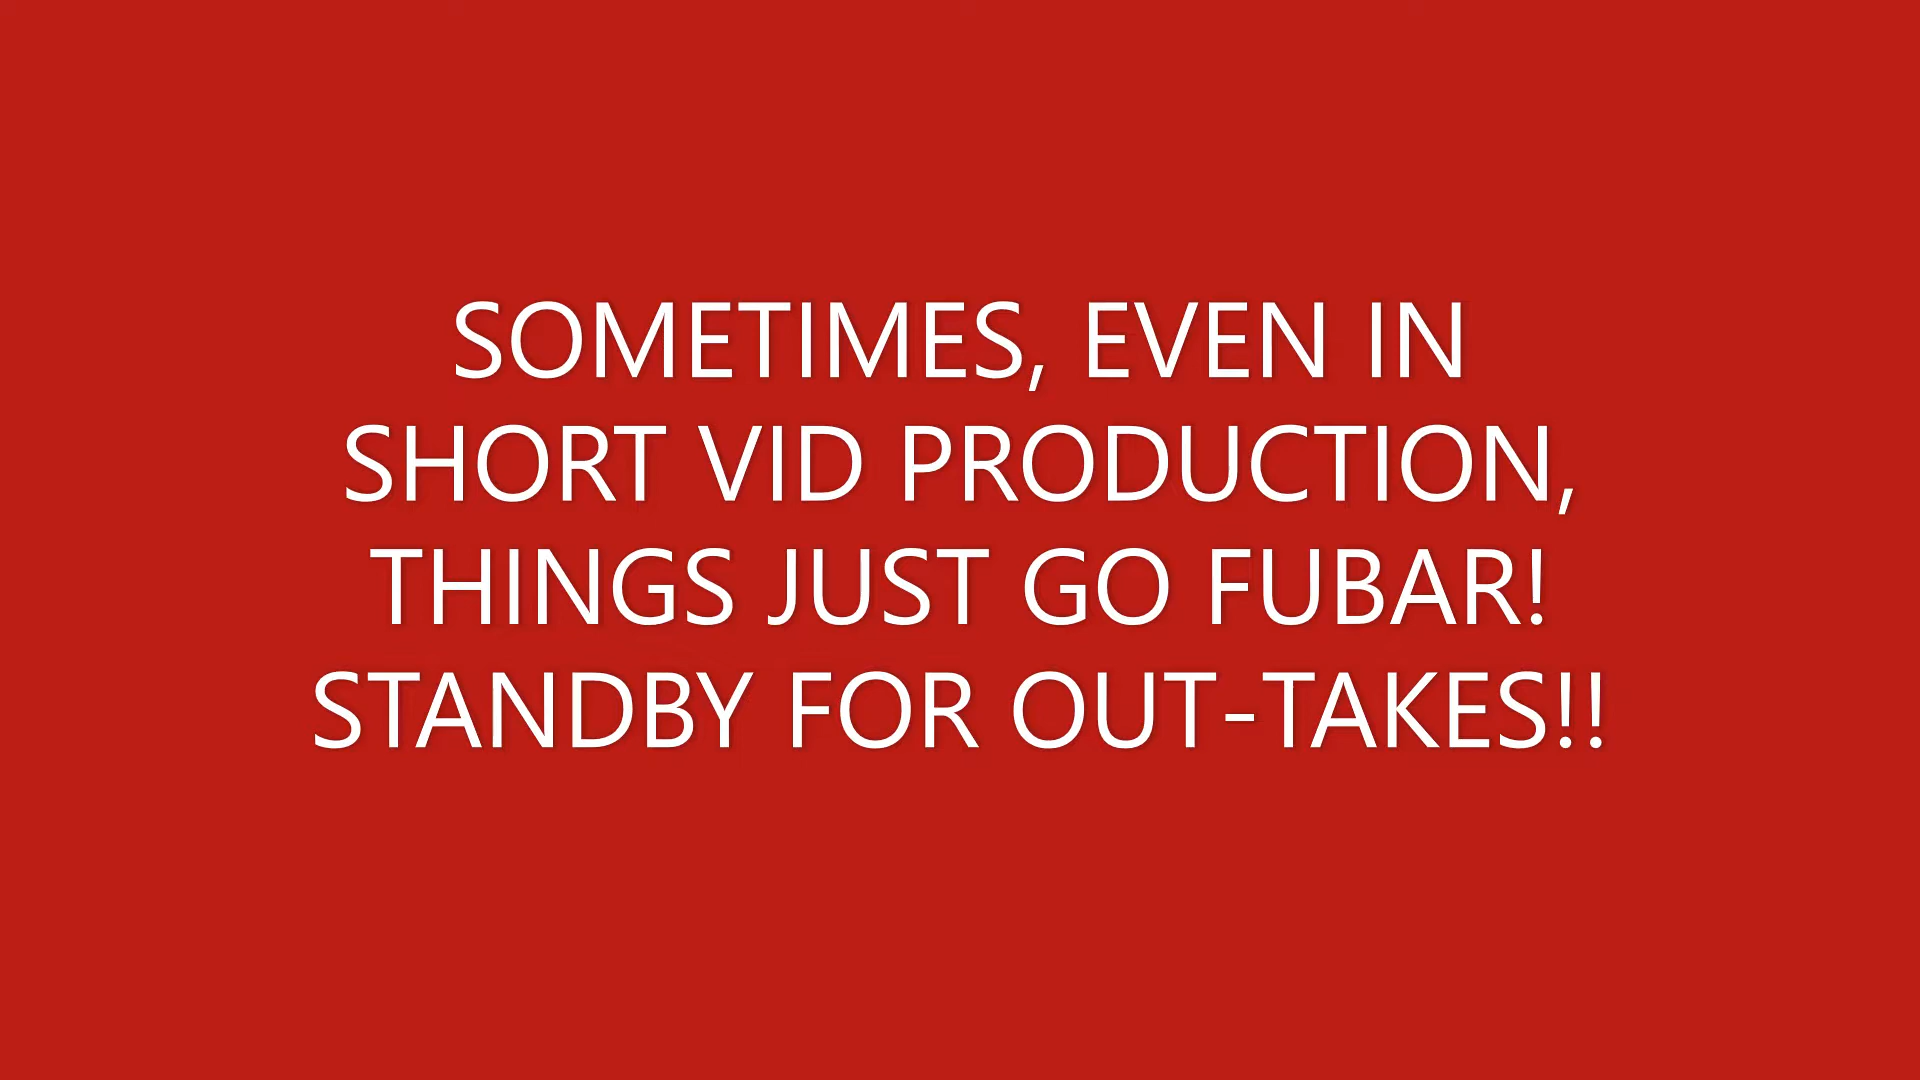 SOMETIMES, EVEN IN
SHORT VID PRODUCTION,
THINGS JUST GO FUBAR!
STANDBY FOR OUT-TAKES!!